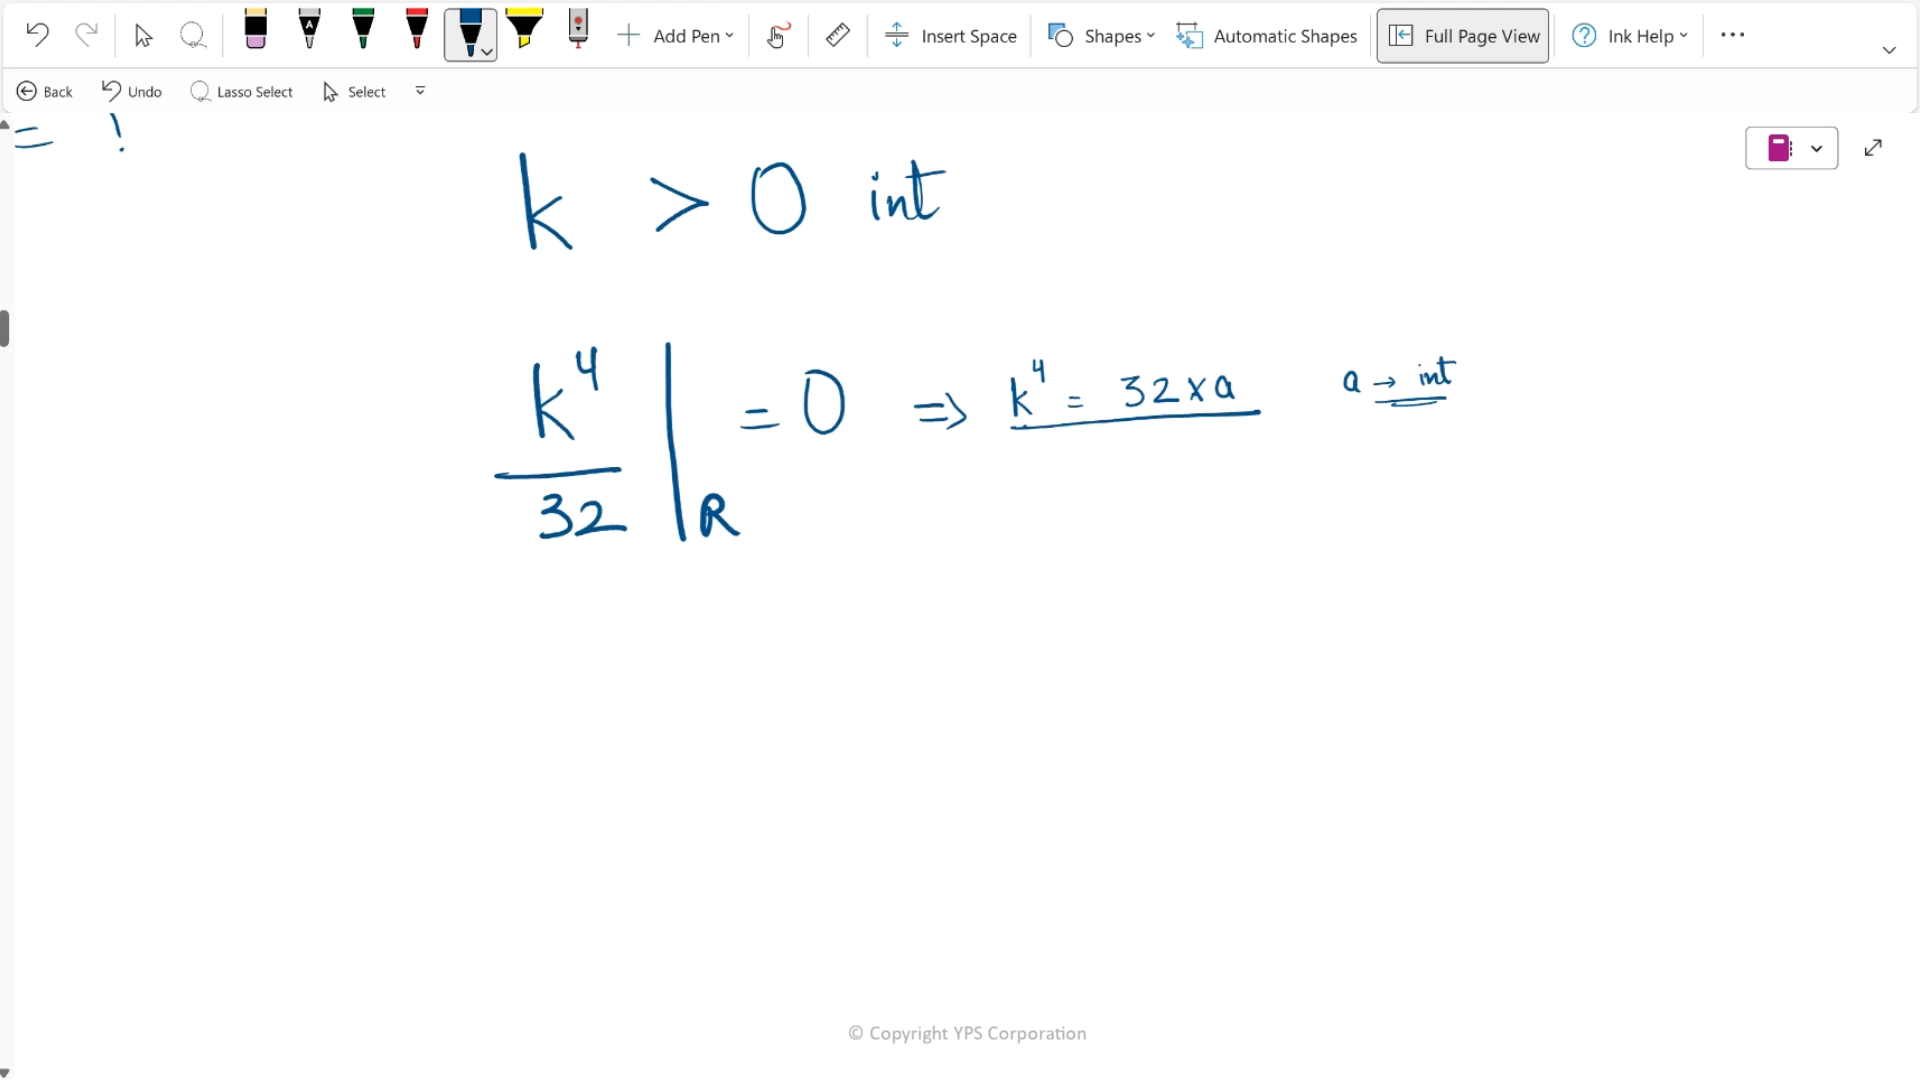 Add Pen Insert Space Shapes Automatic Shapes Full Page View Ink Help ...
Back Undo Lasso Select Select
= !
k > 0 int
k⁴ / 32 | R = 0 ⇒ k⁴ = 32 × a a → int
© Copyright YPS Corporation